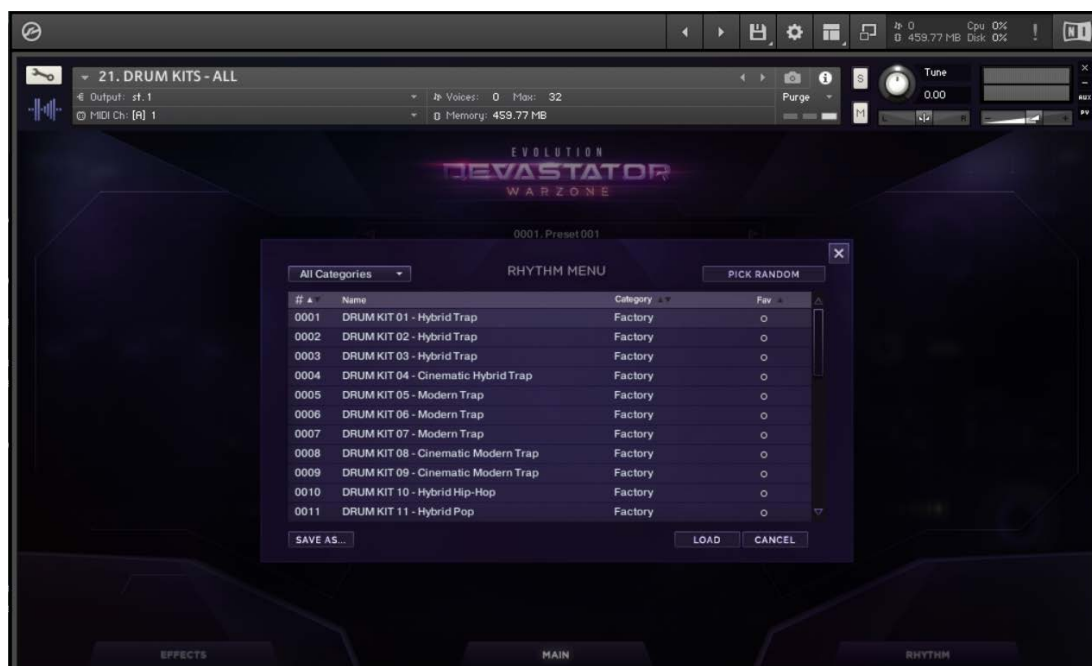 0 Cpu 0%
459.77 MB Disk 0%
! NI
21. DRUM KITS - ALL
S Tune
Output: st. 1 Voices: 0 Max: 32 Purge 0.00
MIDI Ch: [A] 1 Memory: 459.77 MB M L R
AUX
PV
EVOLUTION
DEVASTATOR
WARZONE
0001. Preset 001
All Categories RHYTHM MENU PICK RANDOM
# Name Category Fav
0001 DRUM KIT 01 - Hybrid Trap Factory
0002 DRUM KIT 02 - Hybrid Trap Factory
0003 DRUM KIT 03 - Hybrid Trap Factory
0004 DRUM KIT 04 - Cinematic Hybrid Trap Factory
0005 DRUM KIT 05 - Modern Trap Factory
0006 DRUM KIT 06 - Modern Trap Factory
0007 DRUM KIT 07 - Modern Trap Factory
0008 DRUM KIT 08 - Cinematic Modern Trap Factory
0009 DRUM KIT 09 - Cinematic Modern Trap Factory
0010 DRUM KIT 10 - Hybrid Hip-Hop Factory
0011 DRUM KIT 11 - Hybrid Pop Factory
SAVE AS... LOAD CANCEL
EFFECTS MAIN RHYTHM